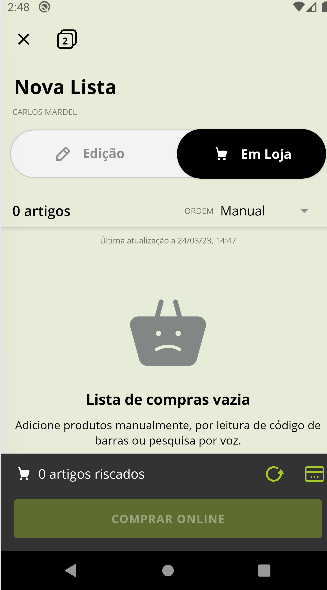 2:48
2
Nova Lista
CARLOS MARDEL
Edição
Em Loja
0 artigos
ORDEM Manual
Última atualização a 24/03/23, 14:47
Lista de compras vazia
Adicione produtos manualmente, por leitura de código de
barras ou pesquisa por voz.
0 artigos riscados
COMPRAR ONLINE